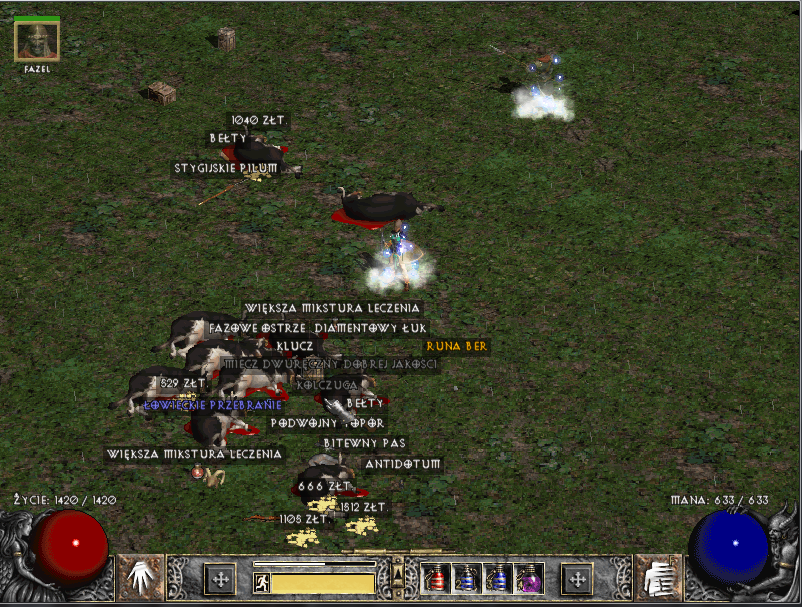 FAZEL
1040 ZŁT.
BEŁTY
STYGIJSKIE PILUM
WIĘKSZA MIKSTURA LECZENIA
FAZOWE OSTRZE DIAMENTOWY ŁUK
KLUCZ
RUNA BER
MIECZ DWURĘCZNY DOBREJ JAKOŚCI
529 ZŁT.
KOLCZUGA
ŁOWIECKIE PRZEBRANIE
BEŁTY
PODWÓJNY TOPÓR
BITEWNY PAS
WIĘKSZA MIKSTURA LECZENIA
ANTIDOTUM
666 ZŁT.
ŻYCIE: 1420 / 1420
MANA: 633 / 633
1512 ZŁT.
1105 ZŁT.